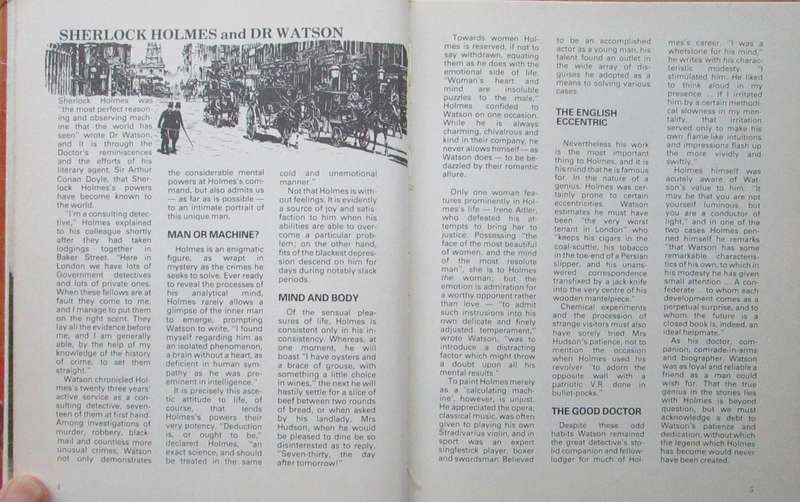 SHERLOCK HOLMES and DR WATSON
Sherlock Holmes was
"the most perfect reason-
ing and observing mach-
ine that the world has
seen" wrote Dr Watson,
and it is through the
Doctor's reminiscences
and the efforts of his
literary agent, Sir Arthur
Conan Doyle, that Sher-
lock Holmes's powers
have become known to
the world.
"I'm a consulting detec-
tive," Holmes explained
to his colleague shortly
after they had taken
lodgings together in
Baker Street. "Here in
London we have lots of
Government detectives
and lots of private ones.
When these fellows are at
fault they come to me,
and I manage to put them
on the right scent. They
lay all the evidence before
me, and I am generally
able, by the help of my
knowledge of the history
of crime, to set them
straight."
Watson chronicled Hol-
mes's twenty three years'
active service as a con-
sulting detective, seven-
teen of them at first hand.
Among investigations of
murder, robbery, black-
mail and countless more
unusual crimes, Watson
not only demonstrates
the considerable mental
powers at Holmes's com-
mand, but also admits us
— as far as is possible —
to an intimate portrait of
this unique man.
MAN OR MACHINE?
Holmes is an enigmatic
figure, as wrapt in
mystery as the crimes he
seeks to solve. Ever ready
to reveal the processes of
his analytical mind,
Holmes rarely allows a
glimpse of the inner man
to emerge, prompting
Watson to write, "I found
myself regarding him as
an isolated phenomenon,
a brain without a heart, as
deficient in human sym-
pathy as he was pre-
eminent in intelligence."
It is precisely this asce-
tic attitude to life, of
course, that lends
Holmes's powers their
very potency. "Deduction
is, or ought to be,"
declared Holmes, "an
exact science, and should
be treated in the same
cold and unemotional
manner."
Not that Holmes is with-
out feelings. It is evidently
a source of joy and satis-
faction to him when his
abilities are able to over-
come a particular prob-
lem; on the other hand,
fits of the blackest depres-
sion descend on him for
days during notably slack
periods.
MIND AND BODY
Of the sensual plea-
sures of life, Holmes is
consistent only in his in-
consistency. Whereas, at
one moment, he will
boast "I have oysters and
a brace of grouse, with
something a little choice
in wines," the next he will
hastily settle for a slice of
beef between two rounds
of bread, or when asked
by his landlady, Mrs
Hudson, when he would
be pleased to dine be so
disinterested as to reply,
"Seven-thirty, the day
after tomorrow!"
4
Towards women Hol-
mes is reserved, if not to
say withdrawn, equating
them as he does with the
emotional side of life.
"Woman's heart and
mind are insoluble
puzzles to the male,"
Holmes confided to
Watson on one occasion.
While he is always
charming, chivalrous and
kind in their company, he
never allows himself — as
Watson does — to be be-
dazzled by their romantic
allure.
Only one woman fea-
tures prominently in Hol-
mes's life — Irene Adler,
who defeated his at-
tempts to bring her to
justice. Possessing "the
face of the most beautiful
of women, and the mind
of the most resolute
man", she is to Holmes
the woman; but the
emotion is admiration for
a worthy opponent rather
than love — "to admit
such instrusions into his
own delicate and finely
adjusted temperament,"
wrote Watson, "was to
introduce a distracting
factor which might throw
a doubt upon all his
mental results."
To paint Holmes merely
as a 'calculating mach-
ine', however, is unjust.
He appreciated the opera,
classical music, was often
given to playing his own
Stradivarius violin, and in
sport was an expert
singlestick player, boxer
and swordsman. Believed
to be an accomplished
actor as a young man, his
talent found an outlet in
the wide array of dis-
guises he adopted as a
means to solving various
cases.
THE ENGLISH
ECCENTRIC
Nevertheless his work
is the most important
thing to Holmes, and it is
his mind that he is famous
for. In the nature of a
genius, Holmes was cer-
tainly prone to certain
eccentricities. Watson
estimates he must have
been "the very worst
tenant in London" who
"keeps his cigars in the
coal-scuttle, his tobacco
in the toe-end of a Persian
slipper, and his unans-
wered correspondence
transfixed by a jack-knife
into the very centre of his
wooden mantelpiece."
Chemical experiments
and the procession of
strange visitors must also
have sorely tried Mrs
Hudson's patience, not to
mention the occasion
when Holmes used his
revolver "to adorn the
opposite wall with a
patriotic V.R. done in
bullet-pocks."
THE GOOD DOCTOR
Despite these odd
habits Watson remained
the great detective's sto-
lid companion and fellow-
lodger for much of Hol-
mes's career. "I was a
whetstone for his mind,"
he writes with his charac-
teristic modesty. "I
stimulated him. He liked
to think aloud in my
presence ... If I irritated
him by a certain methodi-
cal slowness in my men-
tality, that irritation
served only to make his
own flame-like intuitions
and impressions flash up
the more vividly and
swiftly."
Holmes himself was
acutely aware of Wat-
son's value to him: "It
may be that you are not
yourself luminous, but
you are a conductor of
light," and in one of the
two cases Holmes pen-
ned himself he remarks
"that Watson has some
remarkable characteris-
tics of his own, to which in
his modesty he has given
small attention ... A con-
federate ... to whom each
development comes as a
perpetual surprise, and to
whom the future is a
closed book is, indeed, an
ideal helpmate."
As his doctor, com-
panion, comrade-in-arms
and biographer, Watson
was as loyal and reliable a
friend as a man could
wish for. That the true
genius in the stories lies
with Holmes is beyond
question, but we must
acknowledge a debt to
Watson's patience and
dedication, without which
the legend which Holmes
has become would never
have been created.
5